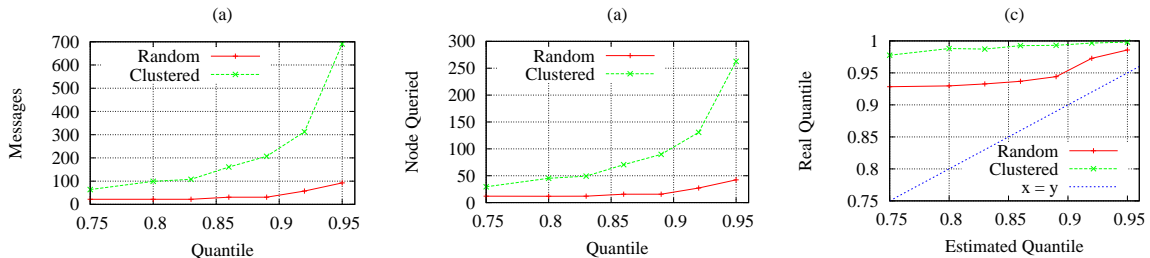 (a)
Messages
700
600
500
400
300
200
100
0
Random
Clustered
0.75 0.8 0.85 0.9 0.95
Quantile
(a)
Node Queried
300
250
200
150
100
50
0
Random
Clustered
0.75 0.8 0.85 0.9 0.95
Quantile
(c)
Real Quantile
1
0.95
0.9
0.85
0.8
0.75
Random
Clustered
x = y
0.75 0.8 0.85 0.9 0.95
Estimated Quantile